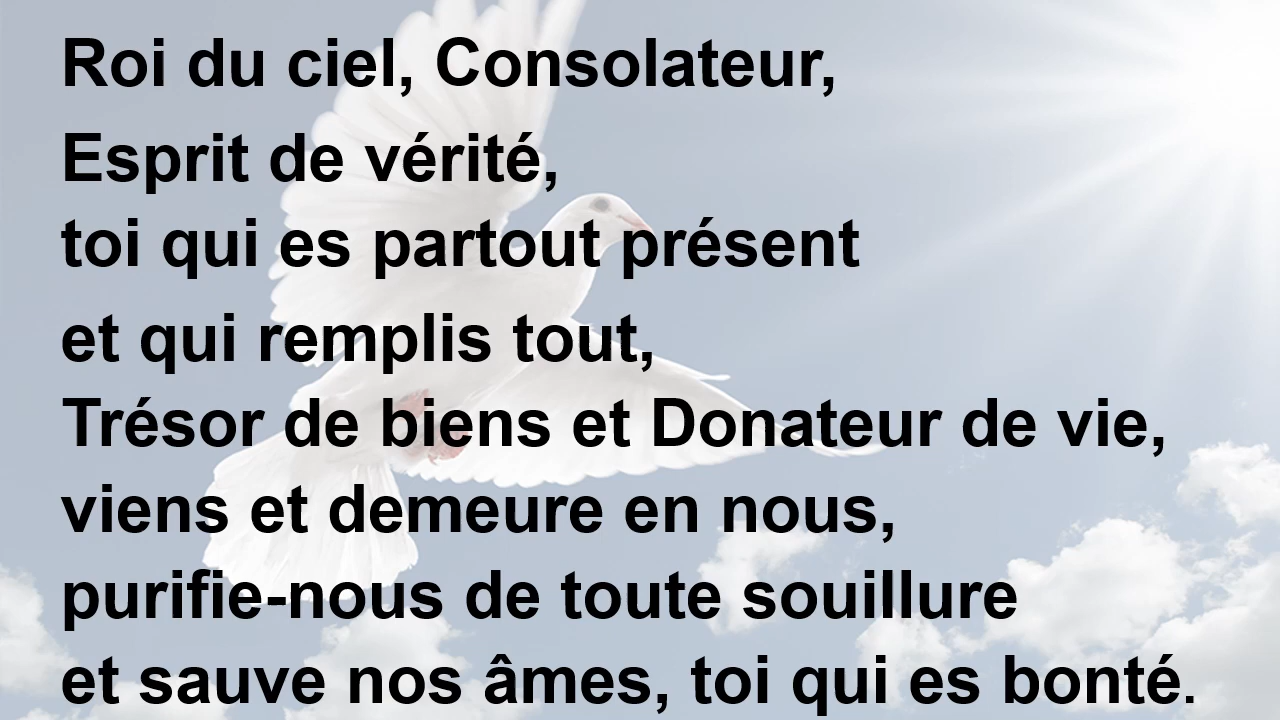 Roi du ciel, Consolateur,
Esprit de vérité,
toi qui es partout présent
et qui remplis tout,
Trésor de biens et Donateur de vie,
viens et demeure en nous,
purifie-nous de toute souillure
et sauve nos âmes, toi qui es bonté.